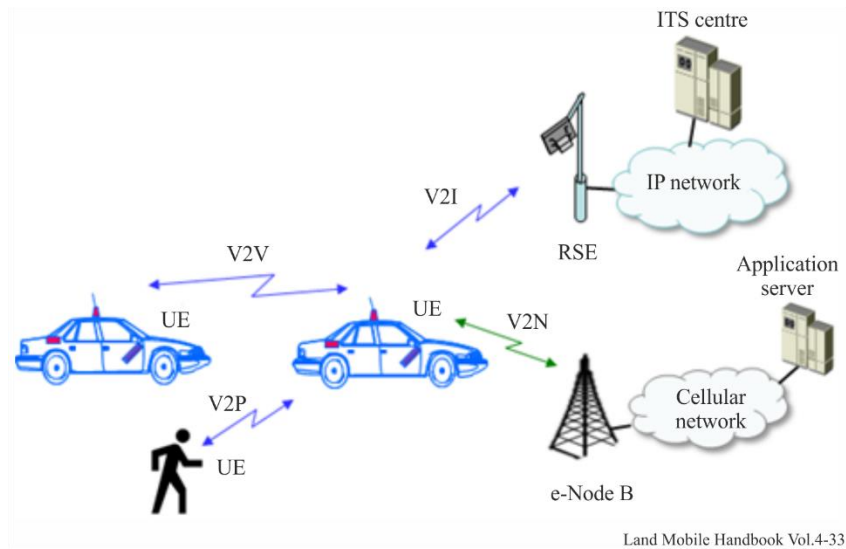 ITS centre
IP network
V2I
RSE
V2V
Application
server
UE
UE
V2N
V2P
Cellular
network
UE
e-Node B
Land Mobile Handbook Vol.4-33